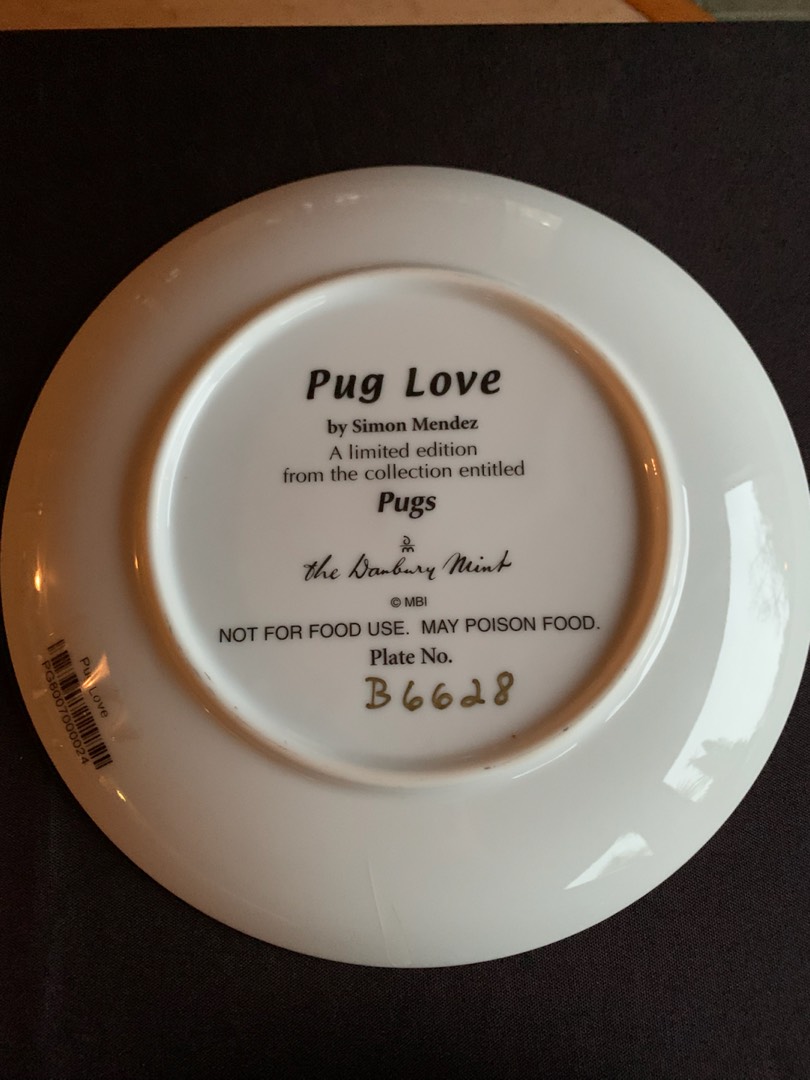 Pug Love
by Simon Mendez
A limited edition
from the collection entitled
Pugs
the Danbury Mint
© MBI
NOT FOR FOOD USE. MAY POISON FOOD.
Plate No.
B6628
Pug Love
PG8007000024